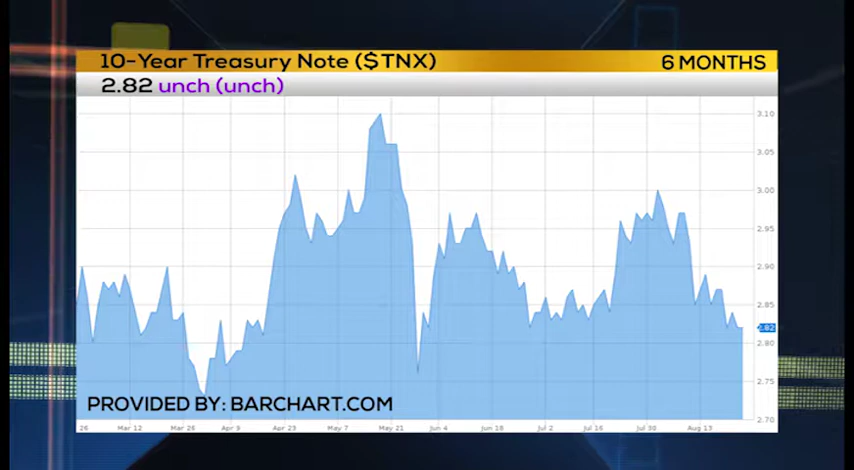 10-Year Treasury Note ($TNX) 6 MONTHS
2.82 unch (unch)
3.10
3.05
3.00
2.95
2.90
2.85
2.82
2.80
2.75
2.70
PROVIDED BY: BARCHART.COM
26 Mar 12 Mar 26 Apr 9 Apr 23 May 7 May 21 Jun 4 Jun 18 Jul 2 Jul 16 Jul 30 Aug 13